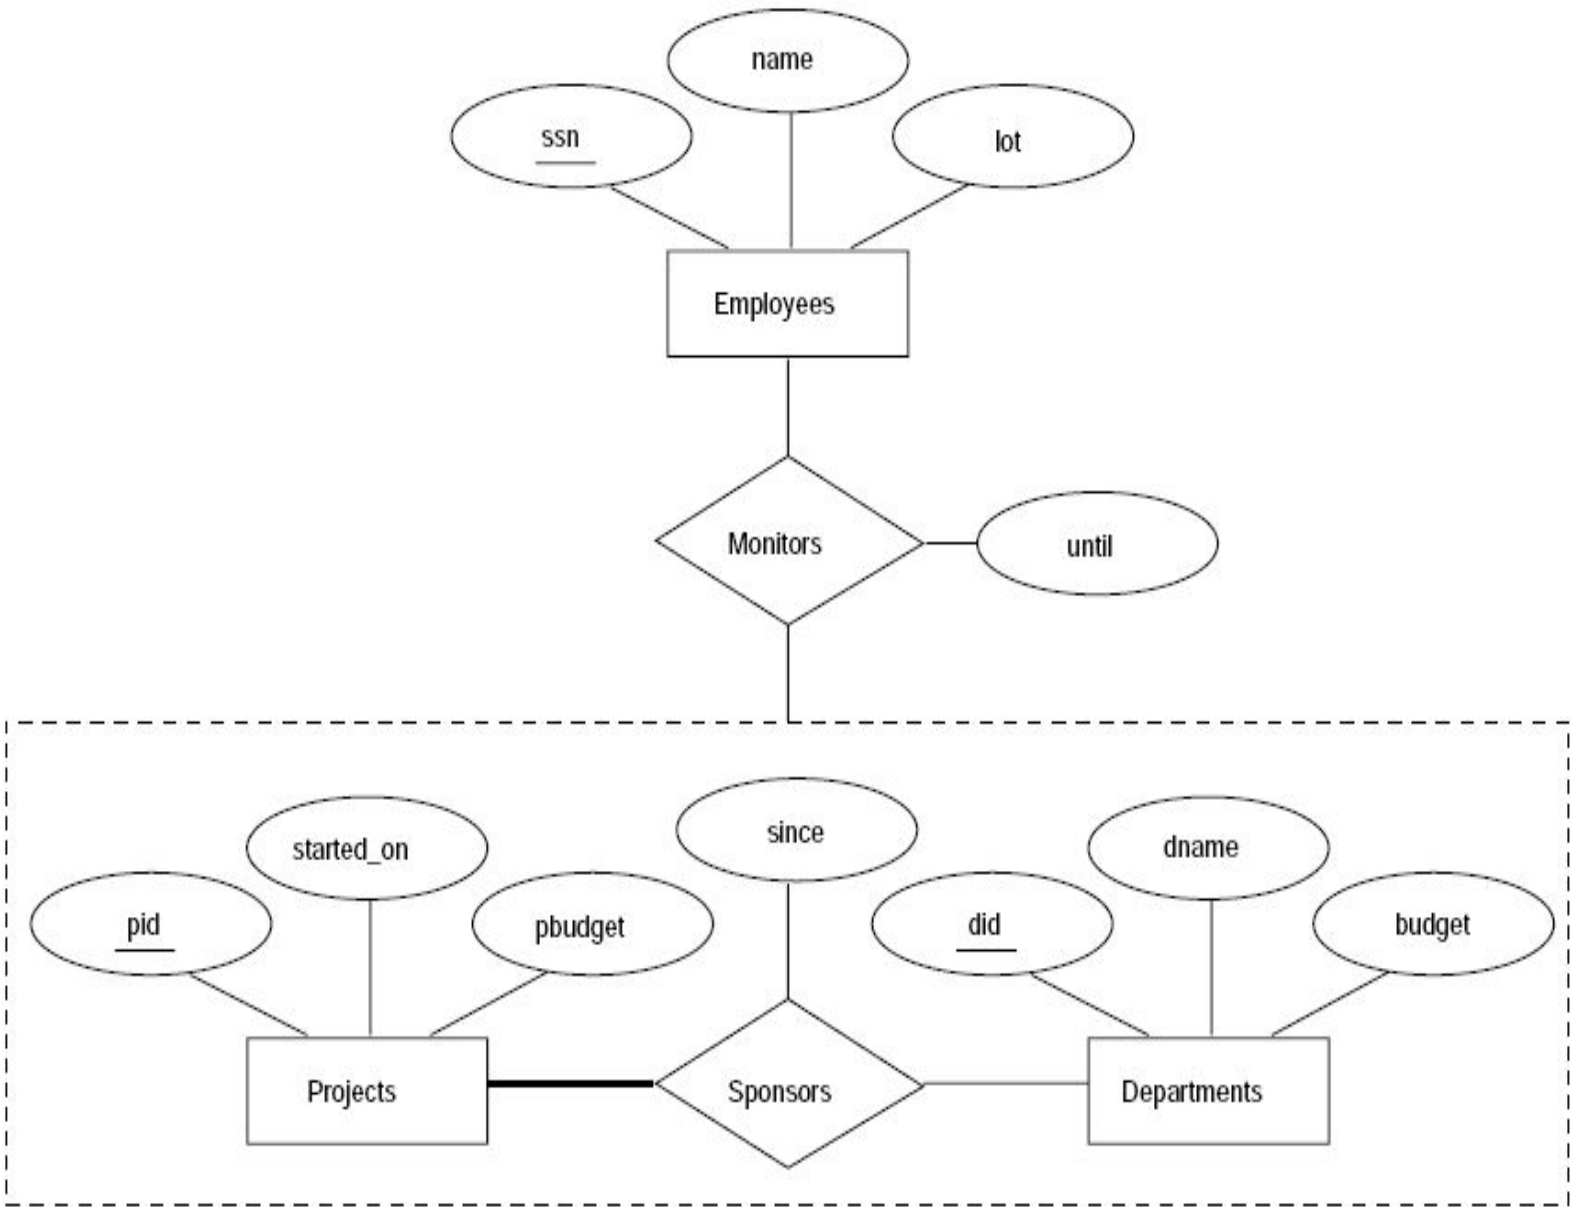 name
ssn
lot
Employees
Monitors
until
since
started_on
dname
pid
pbudget
did
budget
Projects
Sponsors
Departments